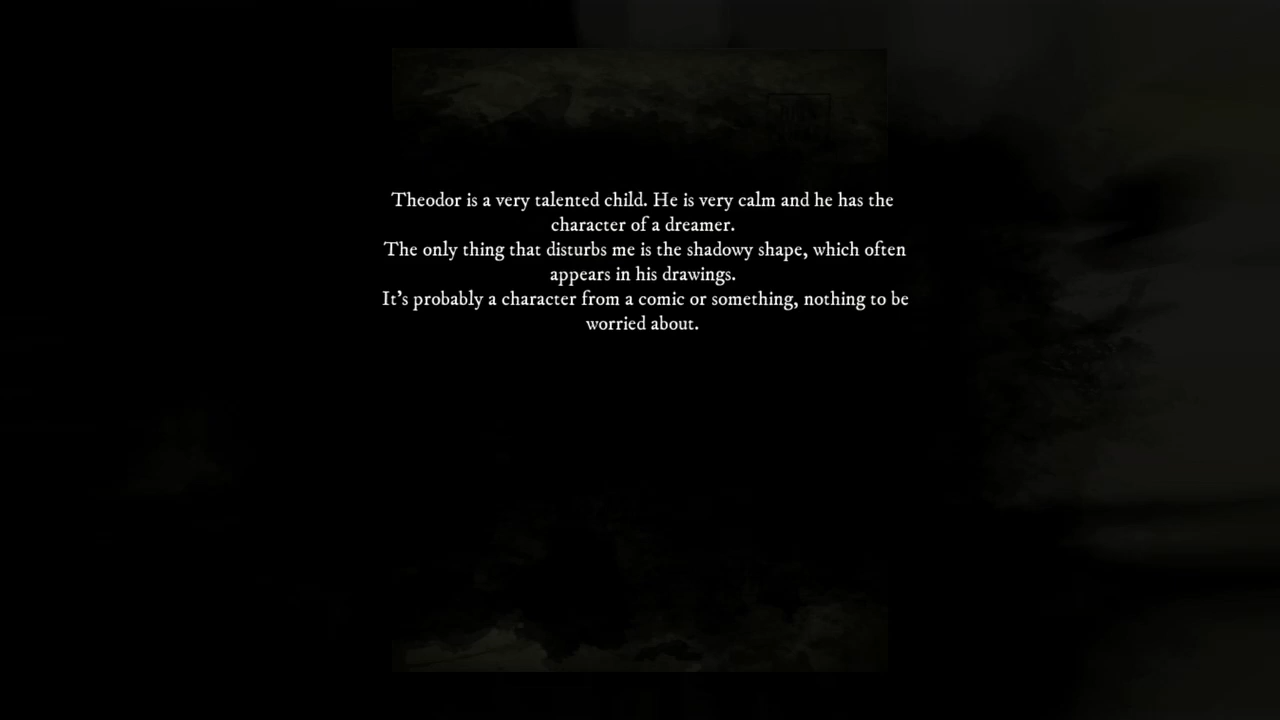 Theodor is a very talented child. He is very calm and he has the
character of a dreamer.
The only thing that disturbs me is the shadowy shape, which often
appears in his drawings.
It's probably a character from a comic or something, nothing to be
worried about.